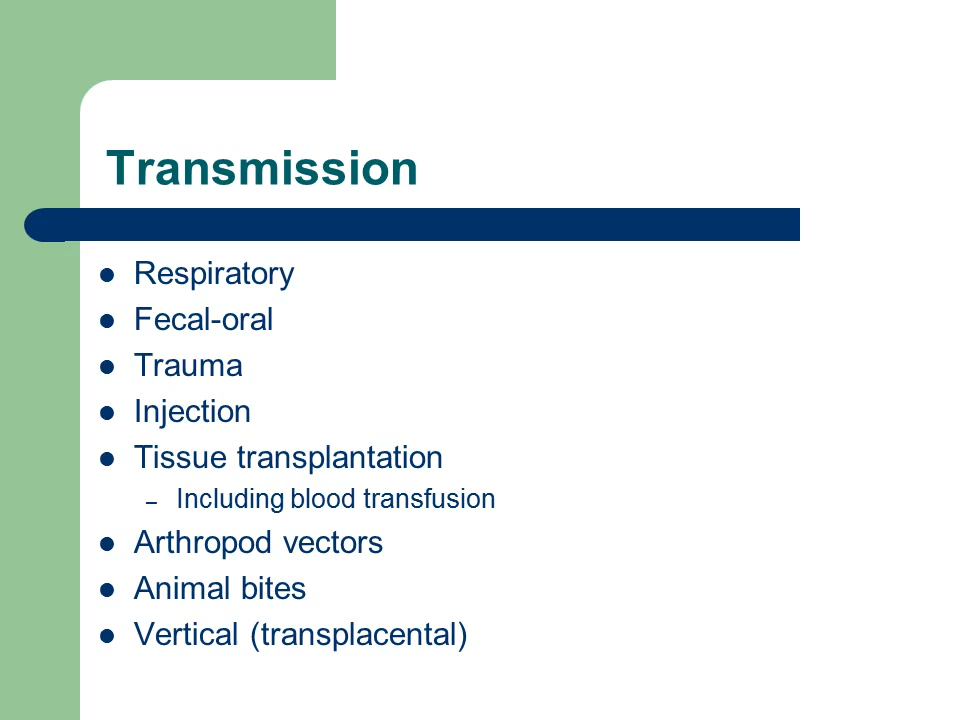 Transmission
● Respiratory
● Fecal-oral
● Trauma
● Injection
● Tissue transplantation
– Including blood transfusion
● Arthropod vectors
● Animal bites
● Vertical (transplacental)